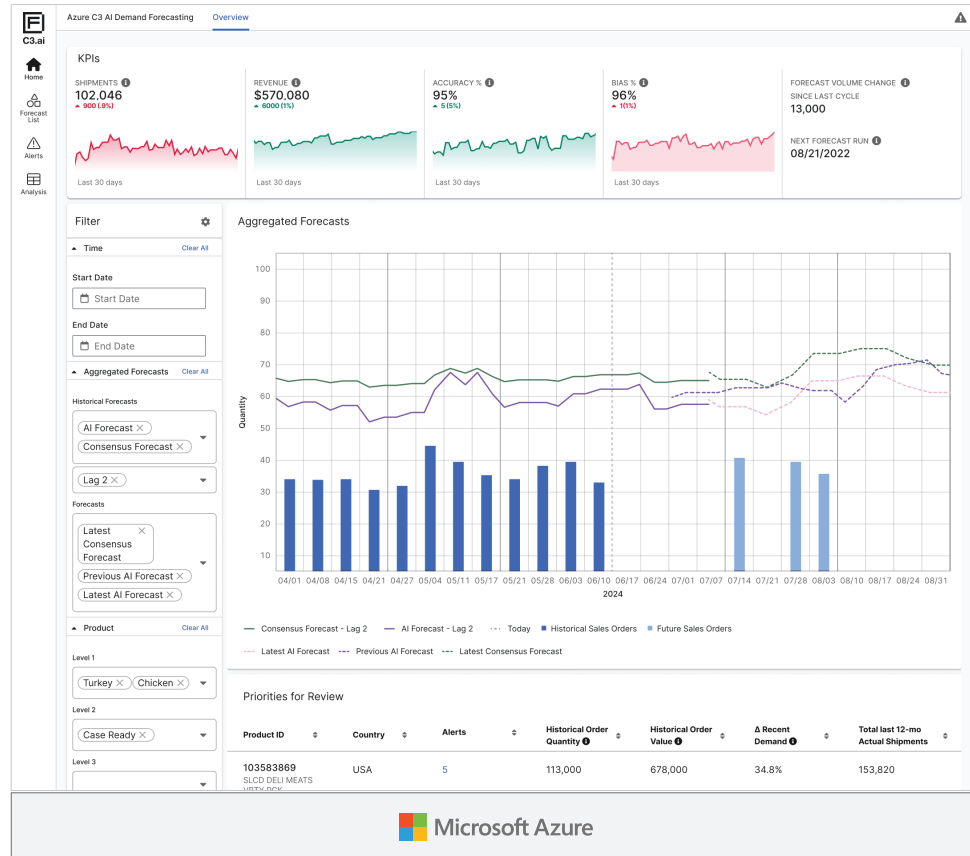 C3.ai
Azure C3 AI Demand Forecasting
Overview
Home
Forecast
List
Alerts
Analysis
KPIs
SHIPMENTS
102,046
900 (.9%)
Last 30 days
REVENUE
$570,080
6000 (1%)
Last 30 days
ACCURACY %
95%
5 (5%)
Last 30 days
BIAS %
96%
1(1%)
Last 30 days
FORECAST VOLUME CHANGE
SINCE LAST CYCLE
13,000
NEXT FORECAST RUN
08/21/2022
Filter
Time
Clear All
Start Date
Start Date
End Date
End Date
Aggregated Forecasts
Clear All
Historical Forecasts
AI Forecast
Consensus Forecast
Lag 2
Forecasts
Latest
Consensus
Forecast
Previous AI Forecast
Latest AI Forecast
Product
Clear All
Level 1
Turkey
Chicken
Level 2
Case Ready
Level 3
Aggregated Forecasts
Quantity
100
90
80
70
60
50
40
30
20
10
04/01 04/08 04/15 04/21 04/27 05/04 05/11 05/17 05/21 05/28 06/03 06/10 06/17 06/24 07/01 07/07 07/14 07/21 07/28 08/03 08/10 08/17 08/24 08/31
2024
Consensus Forecast - Lag 2
AI Forecast - Lag 2
Today
Historical Sales Orders
Future Sales Orders
Latest AI Forecast
Previous AI Forecast
Latest Consensus Forecast
Priorities for Review
Product ID
Country
Alerts
Historical Order
Quantity
Historical Order
Value
Δ Recent
Demand
Total last 12-mo
Actual Shipments
103583869
SLCD DELI MEATS
VRTY PCK
USA
5
113,000
678,000
34.8%
153,820
Microsoft Azure